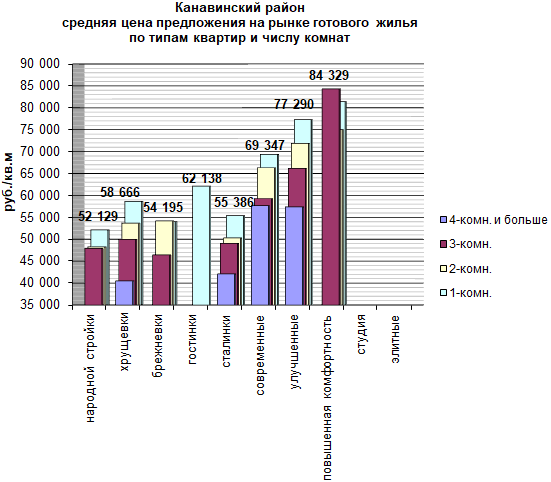 Канавинский район
средняя цена предложения на рынке готового жилья
по типам квартир и числу комнат
руб./кв.м
90 000
85 000
80 000
75 000
70 000
65 000
60 000
55 000
50 000
45 000
40 000
35 000
52 129
58 666
54 195
62 138
55 386
69 347
77 290
84 329
народной стройки
хрущевки
брежневки
гостинки
сталинки
современные
улучшенные
повышенная комфортность
студия
элитные
4-комн. и больше
3-комн.
2-комн.
1-комн.